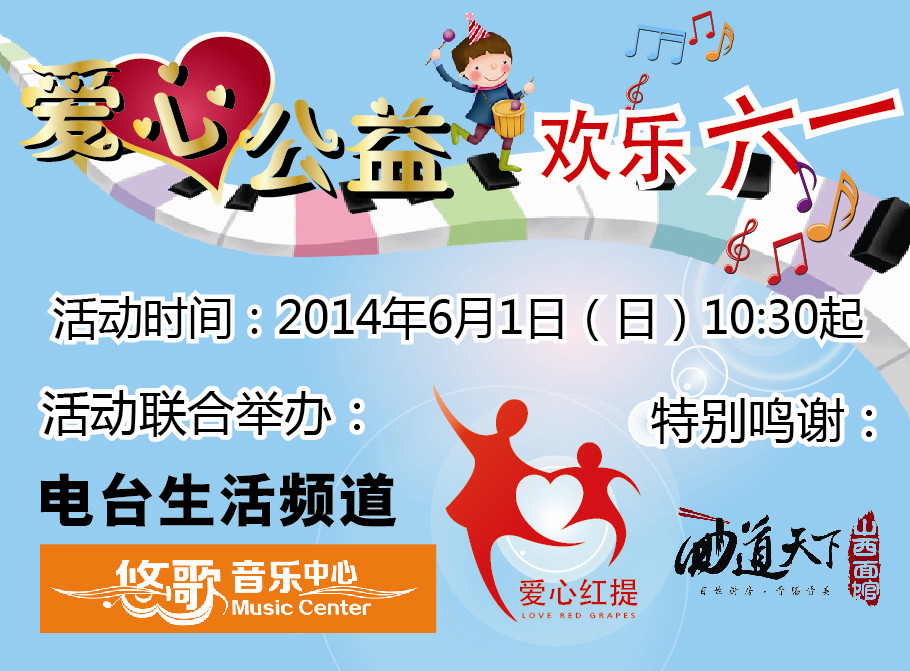 爱心公益 欢乐六一
活动时间：2014年6月1日（日）10:30起
活动联合举办：
特别鸣谢：
电台生活频道
悠歌音乐中心
Music Center
爱心红提
LOVE RED GRAPES
道天下
山西面馆